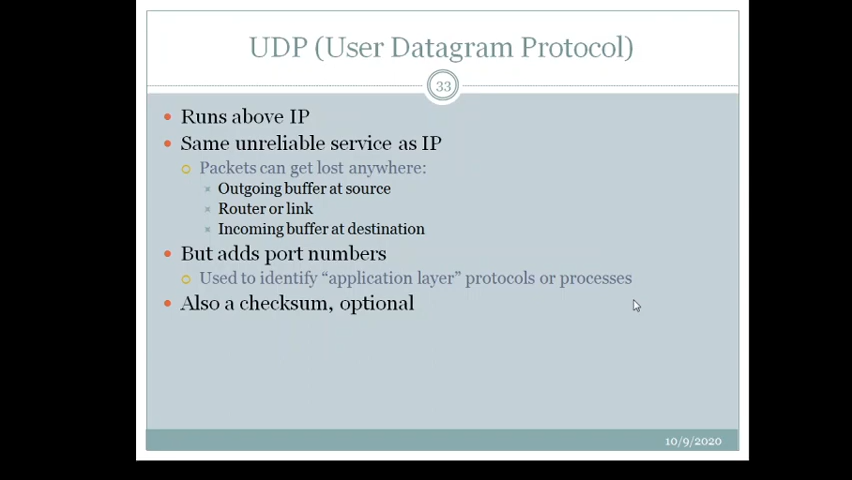 UDP (User Datagram Protocol)
33
Runs above IP
Same unreliable service as IP
Packets can get lost anywhere:
Outgoing buffer at source
Router or link
Incoming buffer at destination
But adds port numbers
Used to identify “application layer” protocols or processes
Also a checksum, optional
10/9/2020